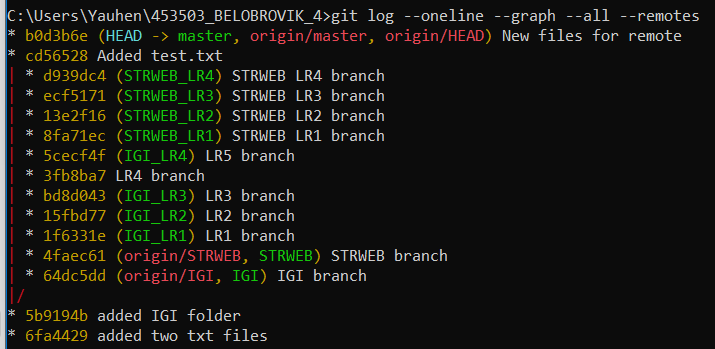 C:\Users\Yauhen\453503_BELOBROVIK_4>git log --oneline --graph --all --remotes
* b0d3b6e (HEAD -> master, origin/master, origin/HEAD) New files for remote
* cd56528 Added test.txt
| * d939dc4 (STRWEB_LR4) STRWEB LR4 branch
| * ecf5171 (STRWEB_LR3) STRWEB LR3 branch
| * 13e2f16 (STRWEB_LR2) STRWEB LR2 branch
| * 8fa71ec (STRWEB_LR1) STRWEB LR1 branch
| * 5cecf4f (IGI_LR4) LR5 branch
| * 3fb8ba7 LR4 branch
| * bd8d043 (IGI_LR3) LR3 branch
| * 15fbd77 (IGI_LR2) LR2 branch
| * 1f6331e (IGI_LR1) LR1 branch
| * 4faec61 (origin/STRWEB, STRWEB) STRWEB branch
| * 64dc5dd (origin/IGI, IGI) IGI branch
|/
* 5b9194b added IGI folder
* 6fa4429 added two txt files